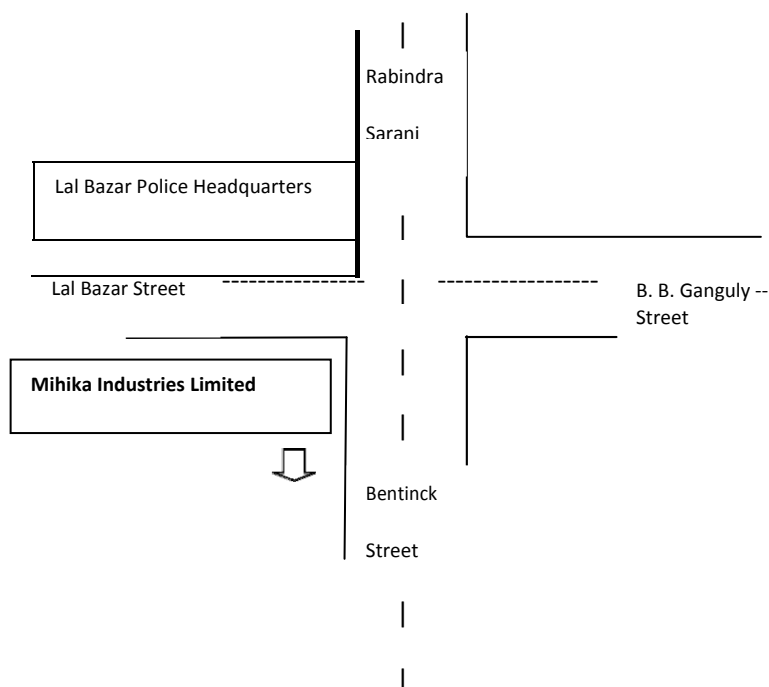 Rabindra
Sarani
Lal Bazar Police Headquarters
Lal Bazar Street
B. B. Ganguly --
Street
Mihika Industries Limited
Bentinck
Street